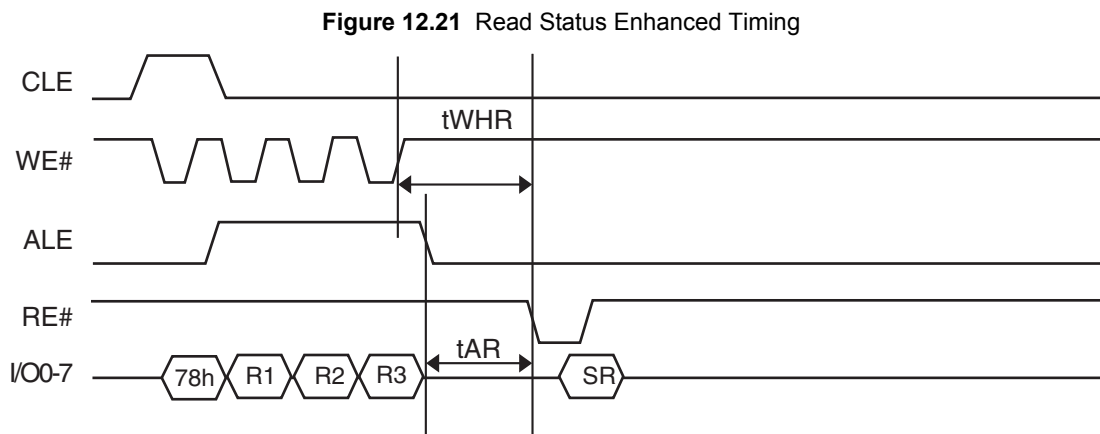 Figure 12.21 Read Status Enhanced Timing
CLE
tWHR
WE#
ALE
RE#
tAR
I/O0-7
78h R1 R2 R3 SR